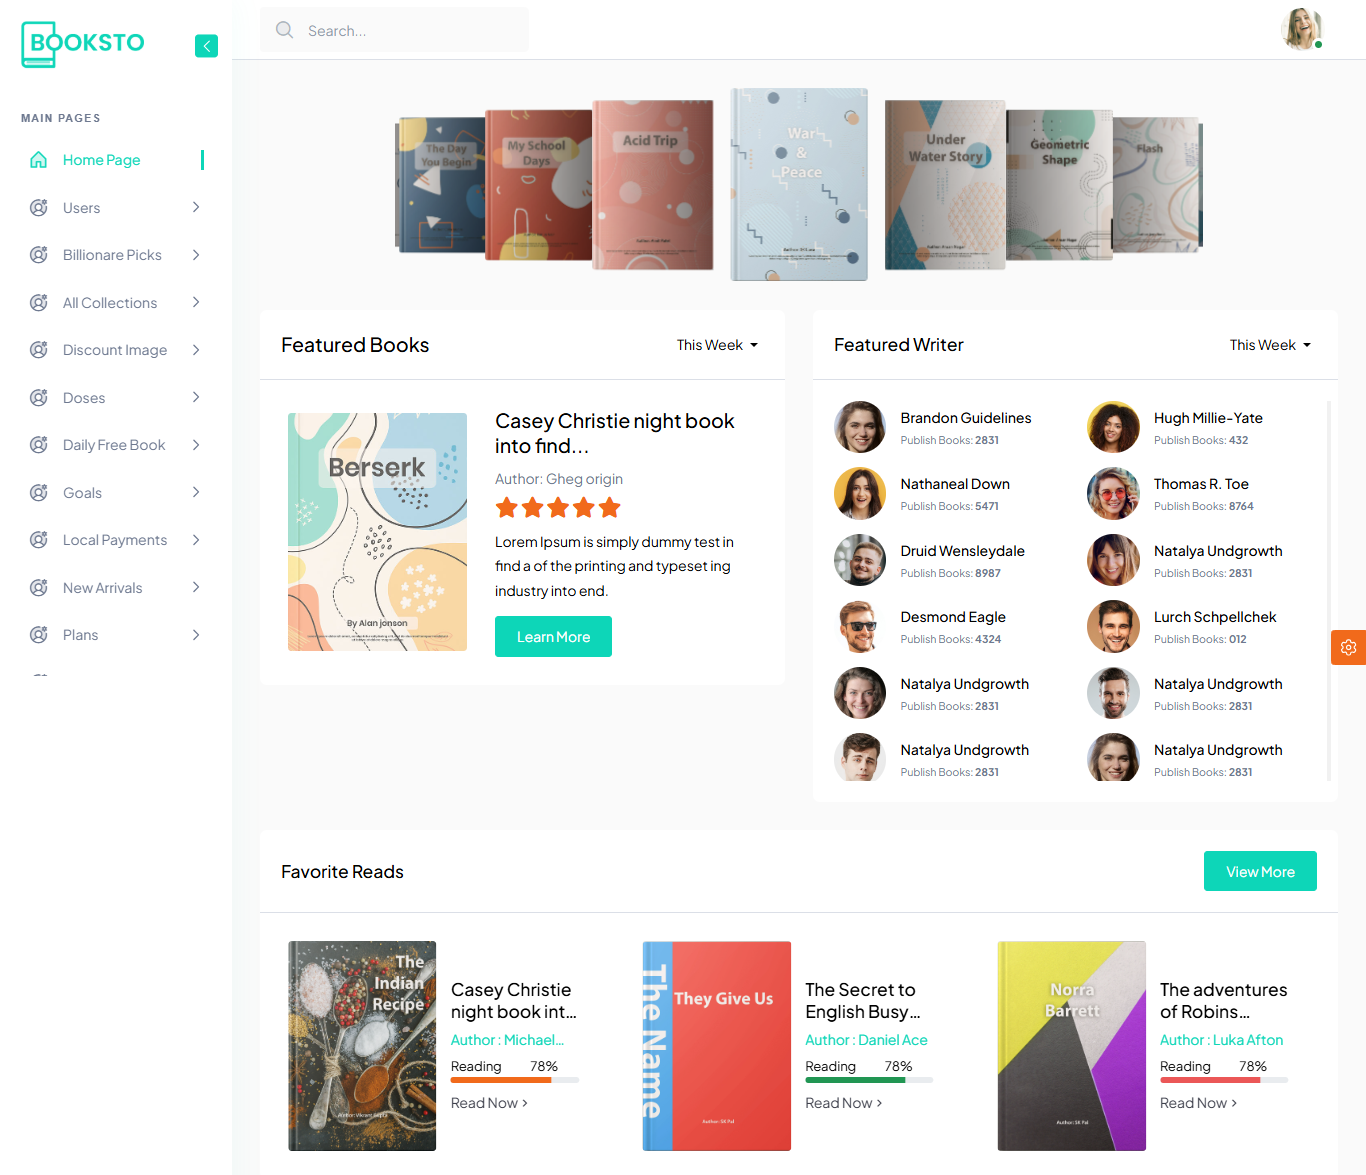 BOOKSTO
Search...
MAIN PAGES
Home Page
Users
Billionare Picks
All Collections
Discount Image
Doses
Daily Free Book
Goals
Local Payments
New Arrivals
Plans
The Day
You Begin
My School
Days
Acid Trip
War
&
Peace
Under
Water Story
Geometric
Shape
Flash
Featured Books
This Week
Berserk
By Alan jonson
Casey Christie night book
into find...
Author: Gheg origin
Lorem Ipsum is simply dummy test in
find a of the printing and typeset ing
industry into end.
Learn More
Featured Writer
This Week
Brandon Guidelines
Publish Books: 2831
Hugh Millie-Yate
Publish Books: 432
Nathaneal Down
Publish Books: 5471
Thomas R. Toe
Publish Books: 8764
Druid Wensleydale
Publish Books: 8987
Natalya Undgrowth
Publish Books: 2831
Desmond Eagle
Publish Books: 4324
Lurch Schpellchek
Publish Books: 012
Natalya Undgrowth
Publish Books: 2831
Natalya Undgrowth
Publish Books: 2831
Natalya Undgrowth
Publish Books: 2831
Natalya Undgrowth
Publish Books: 2831
Favorite Reads
View More
The
Indian
Recipe
Casey Christie
night book int...
Author : Michael...
Reading 78%
Read Now
The Name
They Give Us
Author: SK Pal
The Secret to
English Busy...
Author : Daniel Ace
Reading 78%
Read Now
Norra
Barrett
Author: SK Pal
The adventures
of Robins...
Author : Luka Afton
Reading 78%
Read Now